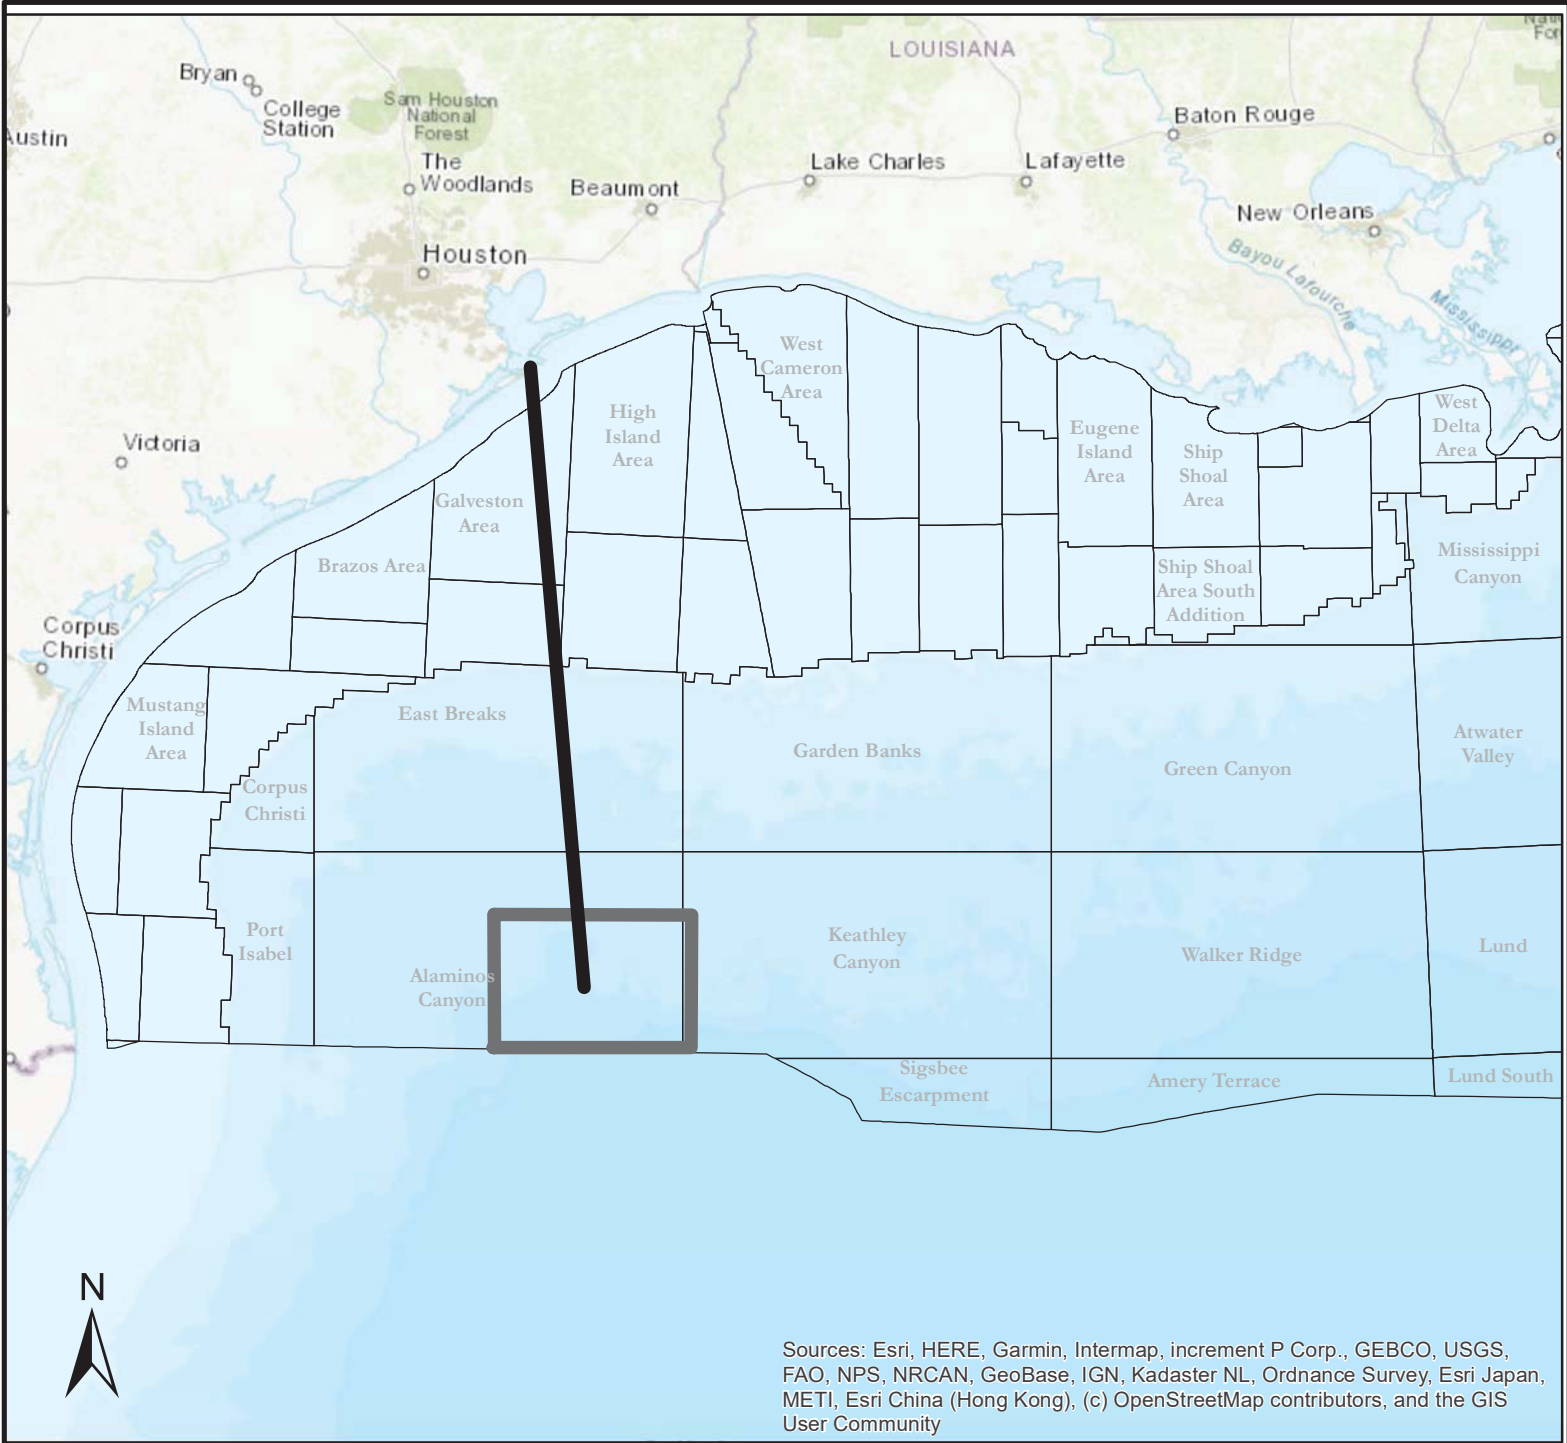 LOUISIANA
Natu
For
Bryan
College
Station
Sam Houston
National
Forest
Austin
Baton Rouge
The
Woodlands
Beaumont
Lake Charles
Lafayette
New Orleans
Houston
Bayou Lafourche
Mississippi
West
Cameron
Area
High
Island
Area
West
Delta
Area
Eugene
Island
Area
Ship
Shoal
Area
Victoria
Galveston
Area
Brazos Area
Mississippi
Canyon
Ship Shoal
Area South
Addition
Corpus
Christi
Mustang
Island
Area
East Breaks
Garden Banks
Green Canyon
Atwater
Valley
Corpus
Christi
Port
Isabel
Alaminos
Canyon
Keathley
Canyon
Walker Ridge
Lund
Sigsbee
Escarpment
Amery Terrace
Lund South
N
Sources: Esri, HERE, Garmin, Intermap, increment P Corp., GEBCO, USGS,
FAO, NPS, NRCAN, GeoBase, IGN, Kadaster NL, Ordnance Survey, Esri Japan,
METI, Esri China (Hong Kong), (c) OpenStreetMap contributors, and the GIS
User Community